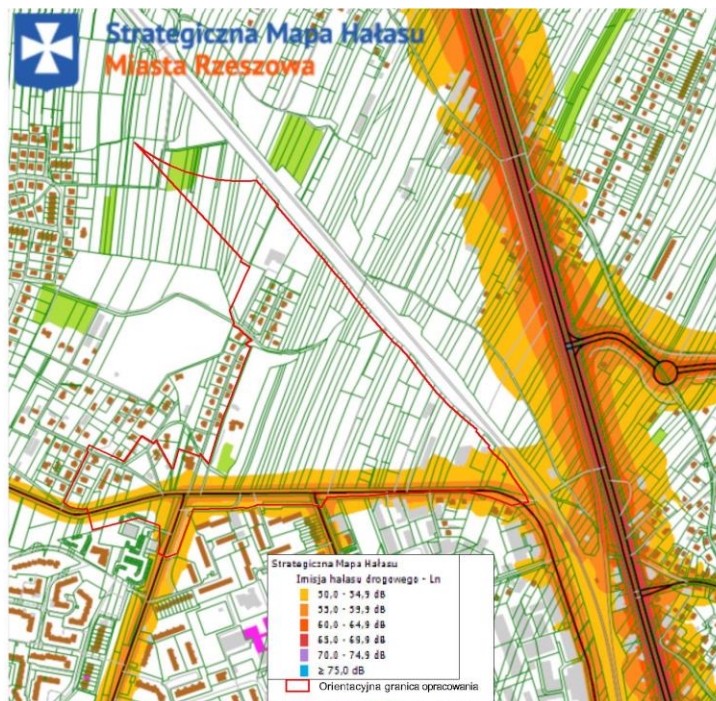 Strategiczna Mapa Hałasu
Miasta Rzeszowa
Strategiczna Mapa Hałasu
Imisja hałasu drogowego - Ln
50,0 - 54,9 dB
55,0 - 59,9 dB
60,0 - 64,9 dB
65,0 - 69,9 dB
70,0 - 74,9 dB
≥ 75,0 dB
Orientacyjna granica opracowania